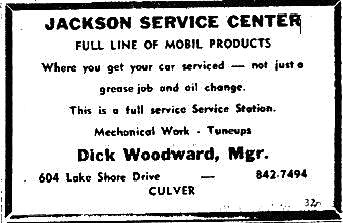 JACKSON SERVICE CENTER
FULL LINE OF MOBIL PRODUCTS
Where you get your car serviced — not just a
grease job and oil change.
This is a full service Service Station.
Mechanical Work - Tuneups
Dick Woodward, Mgr.
604 Lake Shore Drive — 842-7494
CULVER